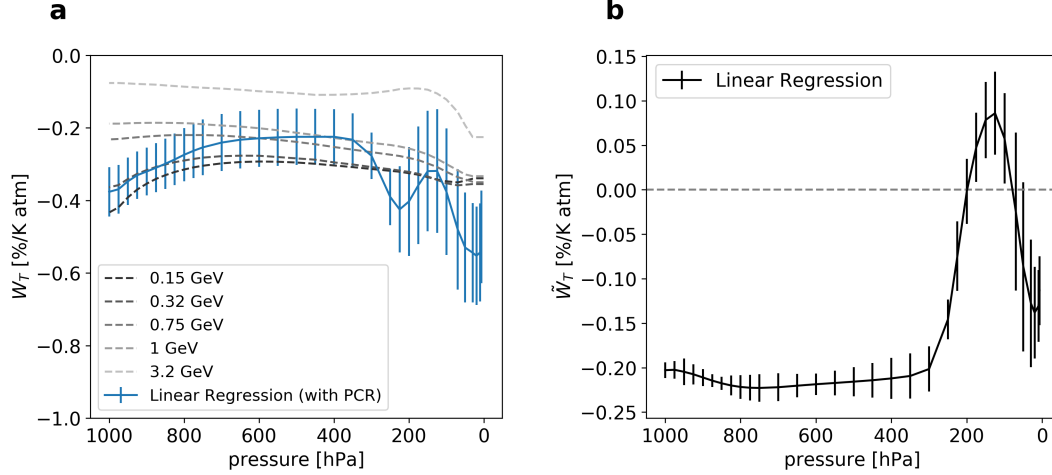 a
0.0
−0.2
−0.4
−0.6
−0.8
−1.0
W_T [%/K atm]
0.15 GeV
0.32 GeV
0.75 GeV
1 GeV
3.2 GeV
Linear Regression (with PCR)
1000 800 600 400 200 0
pressure [hPa]
b
0.15
0.10
0.05
0.00
−0.05
−0.10
−0.15
−0.20
−0.25
W̃_T [%/K atm]
Linear Regression
1000 800 600 400 200 0
pressure [hPa]